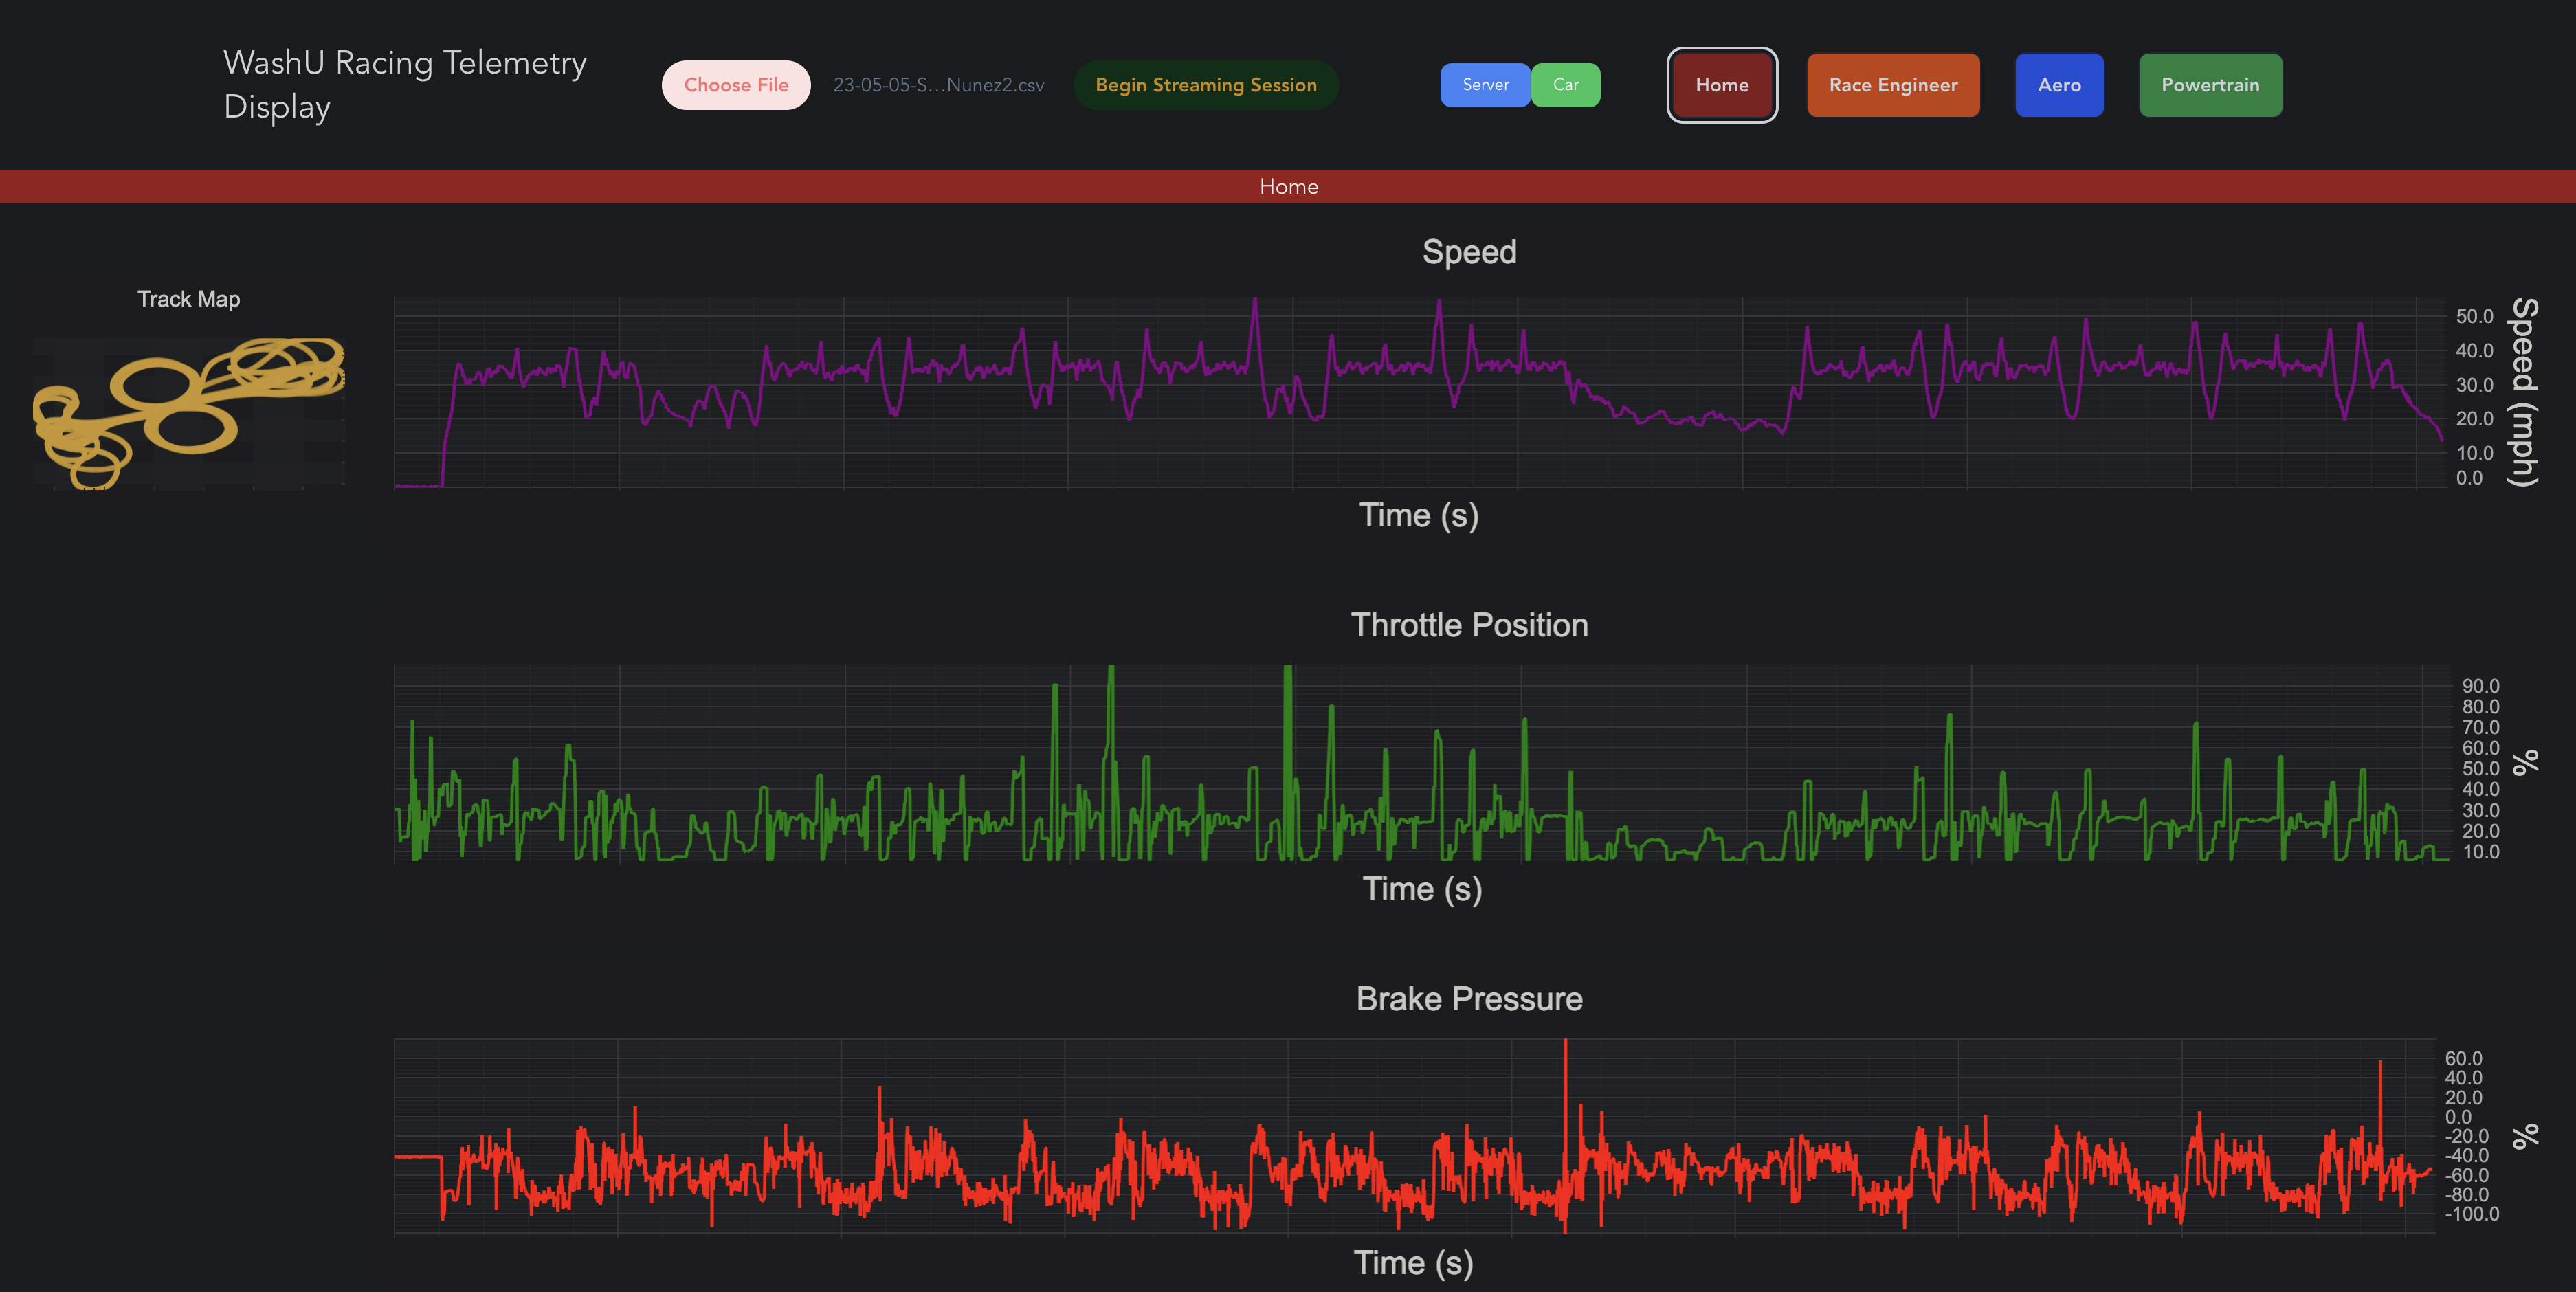 WashU Racing Telemetry
Display
Choose File
23-05-05-S...Nunez2.csv
Begin Streaming Session
Server
Car
Home
Race Engineer
Aero
Powertrain
Home
Track Map
Speed
50.0
40.0
30.0
20.0
10.0
0.0
Speed (mph)
Time (s)
Throttle Position
90.0
80.0
70.0
60.0
50.0
40.0
30.0
20.0
10.0
%
Time (s)
Brake Pressure
60.0
40.0
20.0
0.0
-20.0
-40.0
-60.0
-80.0
-100.0
%
Time (s)